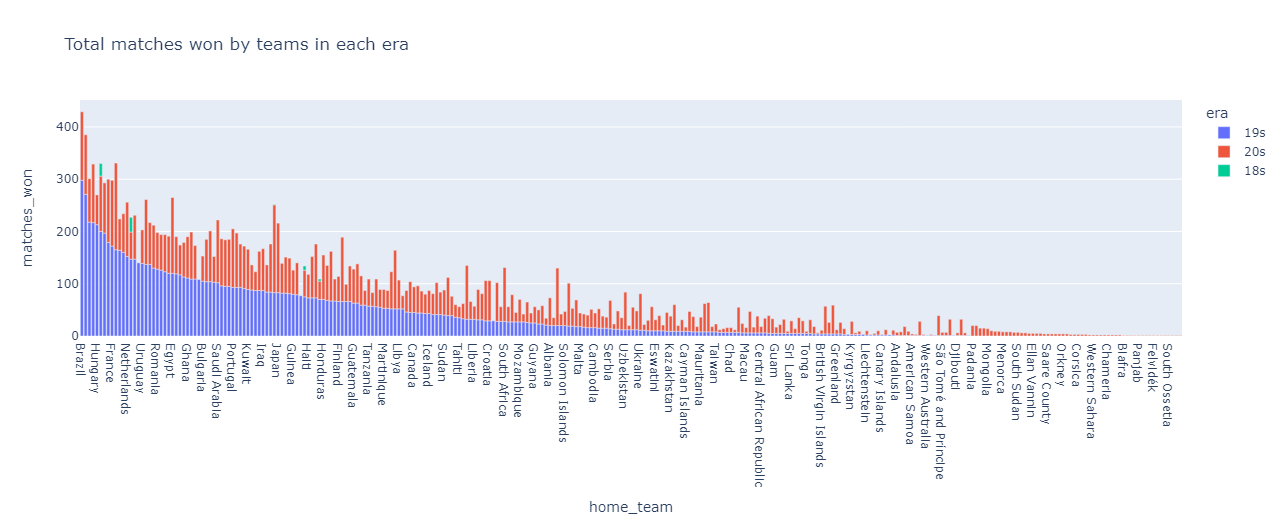 Total matches won by teams in each era
era
19s
20s
18s
matches_won
400
300
200
100
0
Brazil
Hungary
France
Netherlands
Uruguay
Romania
Egypt
Ghana
Bulgaria
Saudi Arabia
Portugal
Kuwait
Iraq
Japan
Guinea
Haiti
Honduras
Finland
Guatemala
Tanzania
Martinique
Libya
Canada
Iceland
Sudan
Tahiti
Liberia
Croatia
South Africa
Mozambique
Guyana
Albania
Solomon Islands
Malta
Cambodia
Serbia
Uzbekistan
Ukraine
Eswatini
Kazakhstan
Cayman Islands
Mauritania
Taiwan
Chad
Macau
Central African Republic
Guam
Sri Lanka
Tonga
British Virgin Islands
Greenland
Kyrgyzstan
Liechtenstein
Canary Islands
Andalusia
American Samoa
Western Australia
São Tomé and Príncipe
Djibouti
Padania
Mongolia
Menorca
South Sudan
Ellan Vannin
Saare County
Orkney
Corsica
Western Sahara
Chameria
Biafra
Panjab
Felvidék
South Ossetia
home_team